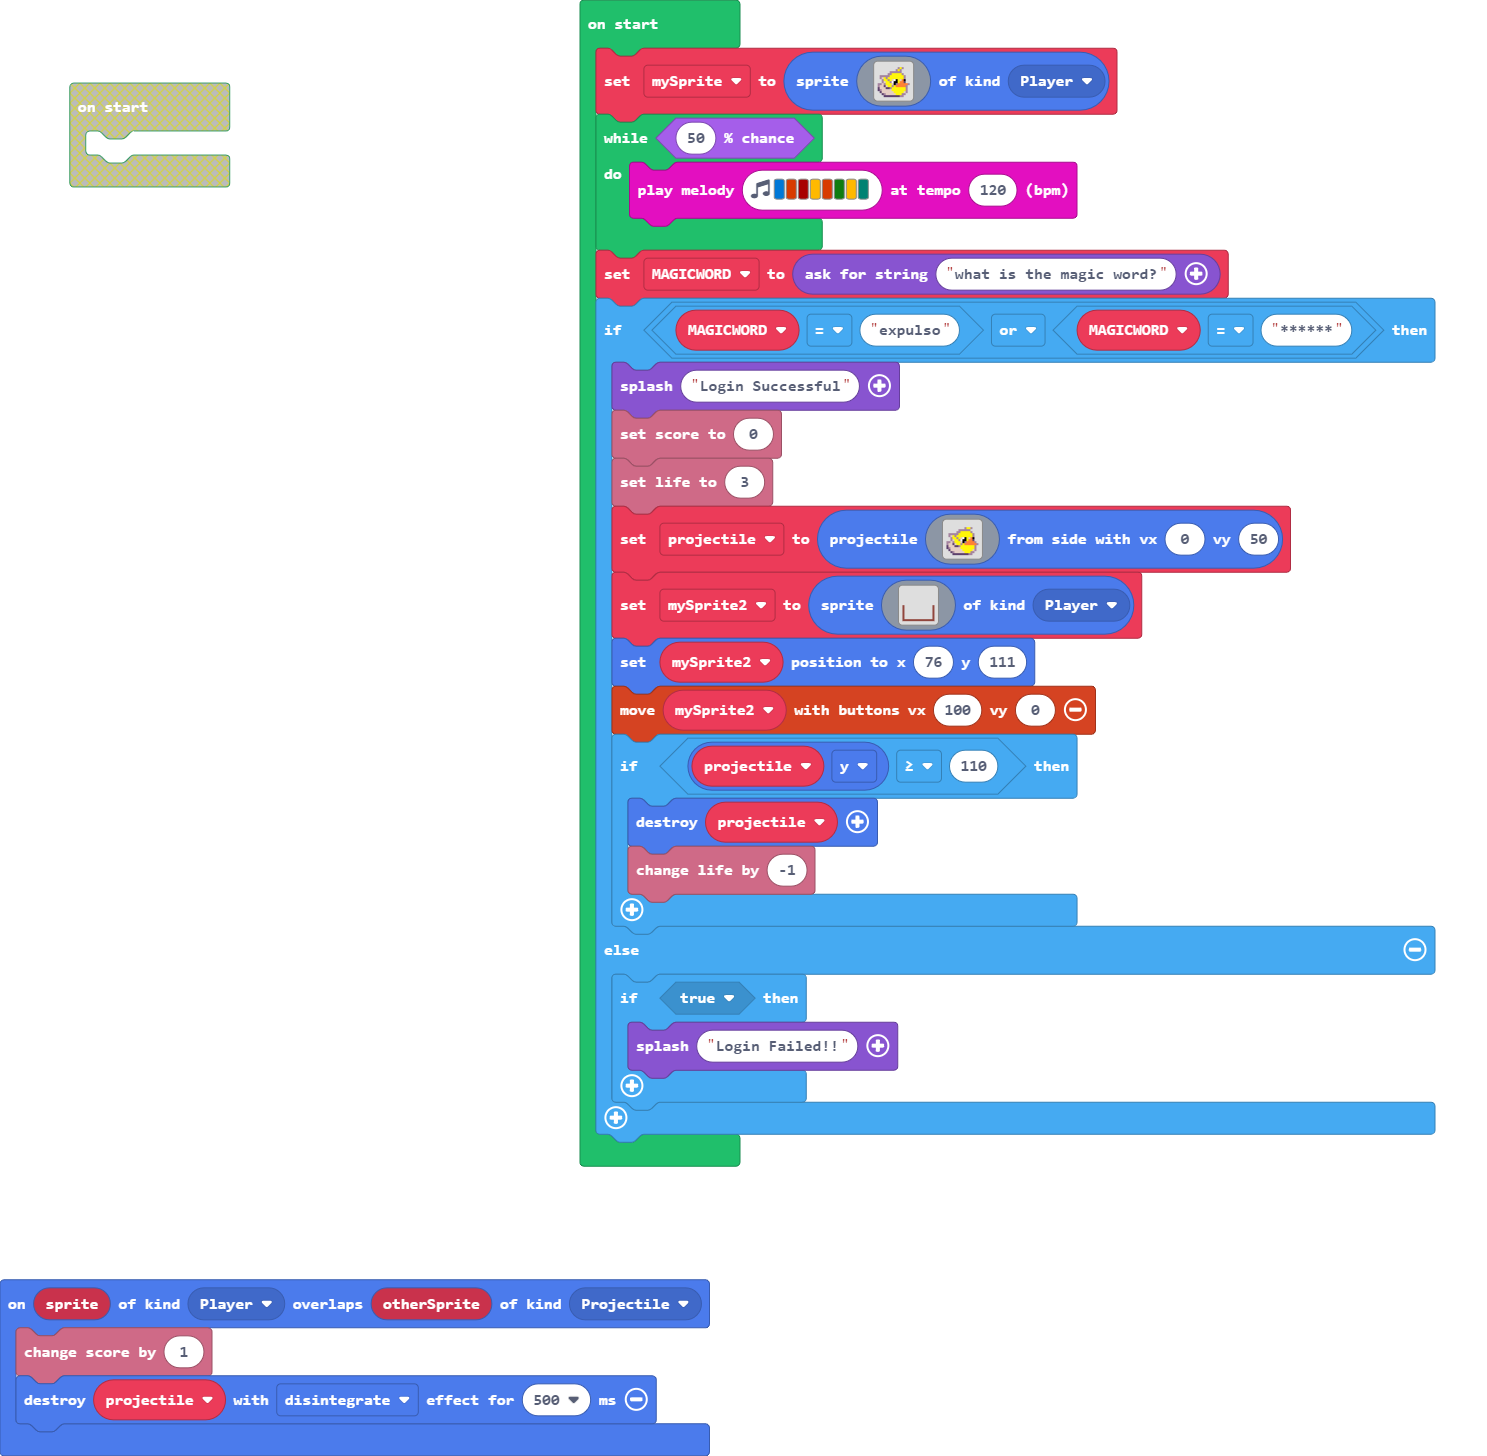 on start
on start
set mySprite to sprite of kind Player
while 50 % chance
do
play melody at tempo 120 (bpm)
set MAGICWORD to ask for string "what is the magic word?"
if MAGICWORD = "expulso" or MAGICWORD = "******" then
splash "Login Successful"
set score to 0
set life to 3
set projectile to projectile from side with vx 0 vy 50
set mySprite2 to sprite of kind Player
set mySprite2 position to x 76 y 111
move mySprite2 with buttons vx 100 vy 0
if projectile y ≥ 110 then
destroy projectile
change life by -1
else
if true then
splash "Login Failed!!"
on sprite of kind Player overlaps otherSprite of kind Projectile
change score by 1
destroy projectile with disintegrate effect for 500 ms